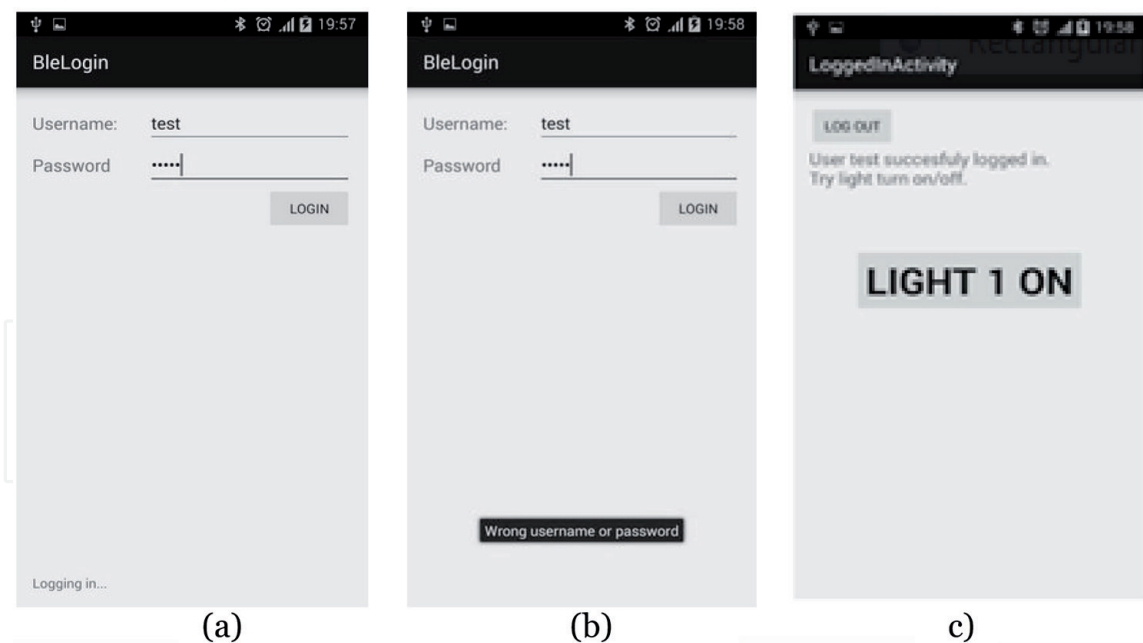 19:57
BleLogin
Username: test
Password •••••
LOGIN
Logging in...
(a)
19:58
BleLogin
Username: test
Password •••••
LOGIN
Wrong username or password
(b)
19:58
Rectangular
LoggedInActivity
LOG OUT
User test succesfuly logged in.
Try light turn on/off.
LIGHT 1 ON
c)